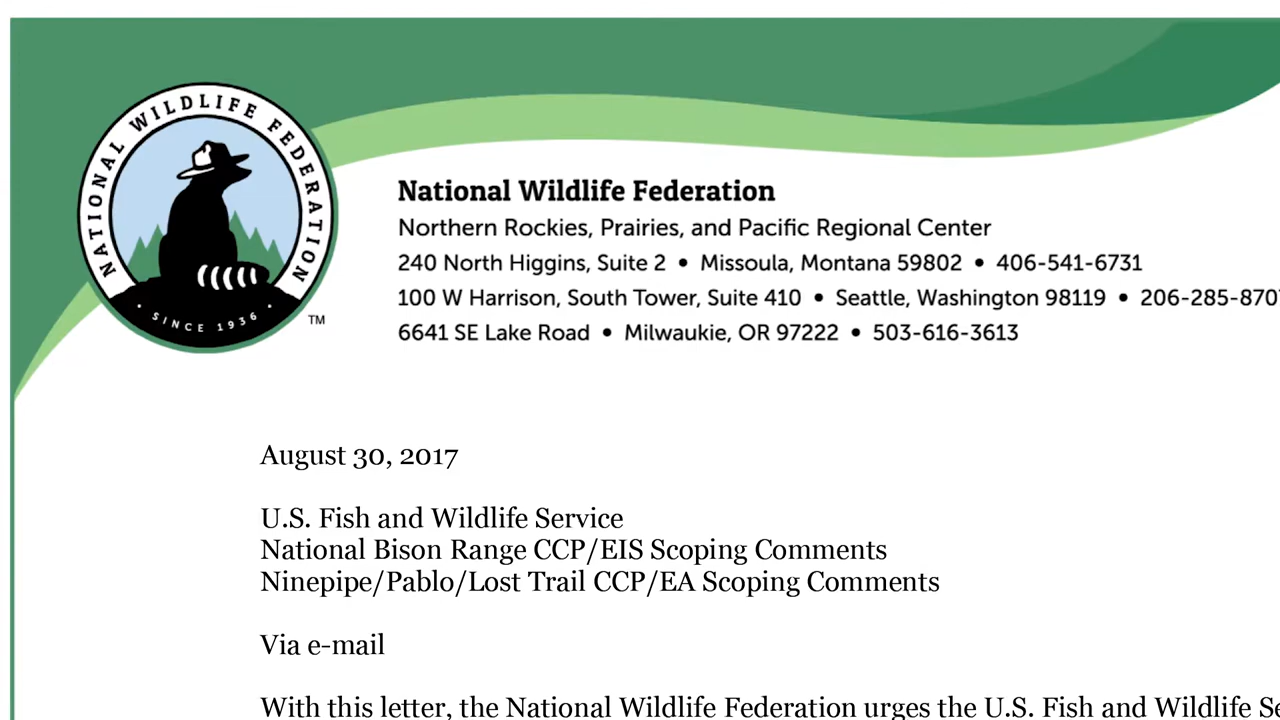 NATIONAL WILDLIFE FEDERATION
SINCE 1936
TM
National Wildlife Federation
Northern Rockies, Prairies, and Pacific Regional Center
240 North Higgins, Suite 2 • Missoula, Montana 59802 • 406-541-6731
100 W Harrison, South Tower, Suite 410 • Seattle, Washington 98119 •
6641 SE Lake Road • Milwaukie, OR 97222 • 503-616-3613
August 30, 2017
U.S. Fish and Wildlife Service
National Bison Range CCP/EIS Scoping Comments
Ninepipe/Pablo/Lost Trail CCP/EA Scoping Comments
Via e-mail
With this letter, the National Wildlife Federation urges the U.S. Fish and Wildlife